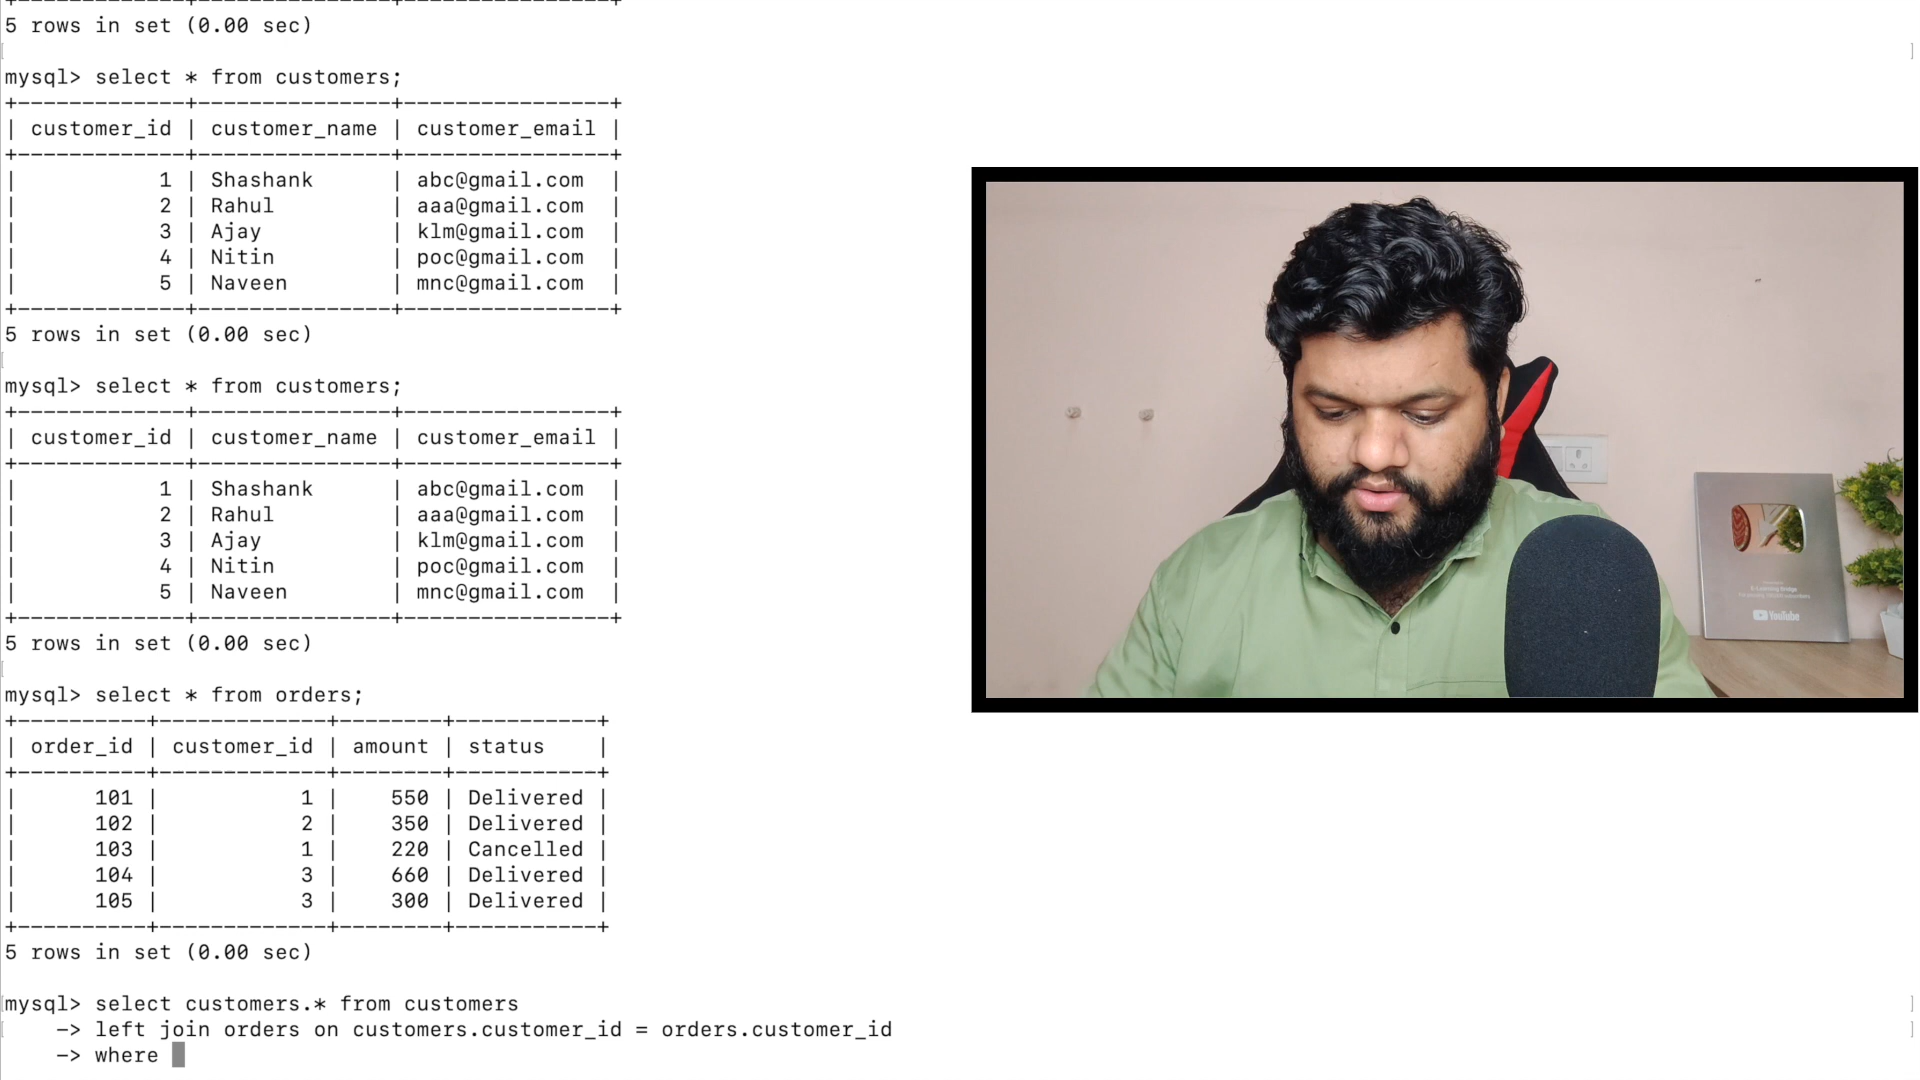 +--------------+---------------+-----------------+
5 rows in set (0.00 sec)
mysql> select * from customers;
+-------------+---------------+----------------+
| customer_id | customer_name | customer_email |
+-------------+---------------+----------------+
|           1 | Shashank      | abc@gmail.com  |
|           2 | Rahul         | aaa@gmail.com  |
|           3 | Ajay          | klm@gmail.com  |
|           4 | Nitin         | poc@gmail.com  |
|           5 | Naveen        | mnc@gmail.com  |
+-------------+---------------+----------------+
5 rows in set (0.00 sec)
mysql> select * from customers;
+-------------+---------------+----------------+
| customer_id | customer_name | customer_email |
+-------------+---------------+----------------+
|           1 | Shashank      | abc@gmail.com  |
|           2 | Rahul         | aaa@gmail.com  |
|           3 | Ajay          | klm@gmail.com  |
|           4 | Nitin         | poc@gmail.com  |
|           5 | Naveen        | mnc@gmail.com  |
+-------------+---------------+----------------+
5 rows in set (0.00 sec)
mysql> select * from orders;
+----------+-------------+--------+-----------+
| order_id | customer_id | amount | status    |
+----------+-------------+--------+-----------+
|      101 |           1 |    550 | Delivered |
|      102 |           2 |    350 | Delivered |
|      103 |           1 |    220 | Cancelled |
|      104 |           3 |    660 | Delivered |
|      105 |           3 |    300 | Delivered |
+----------+-------------+--------+-----------+
5 rows in set (0.00 sec)
mysql> select customers.* from customers
    -> left join orders on customers.customer_id = orders.customer_id
    -> where
E-Learning Bridge
YouTube